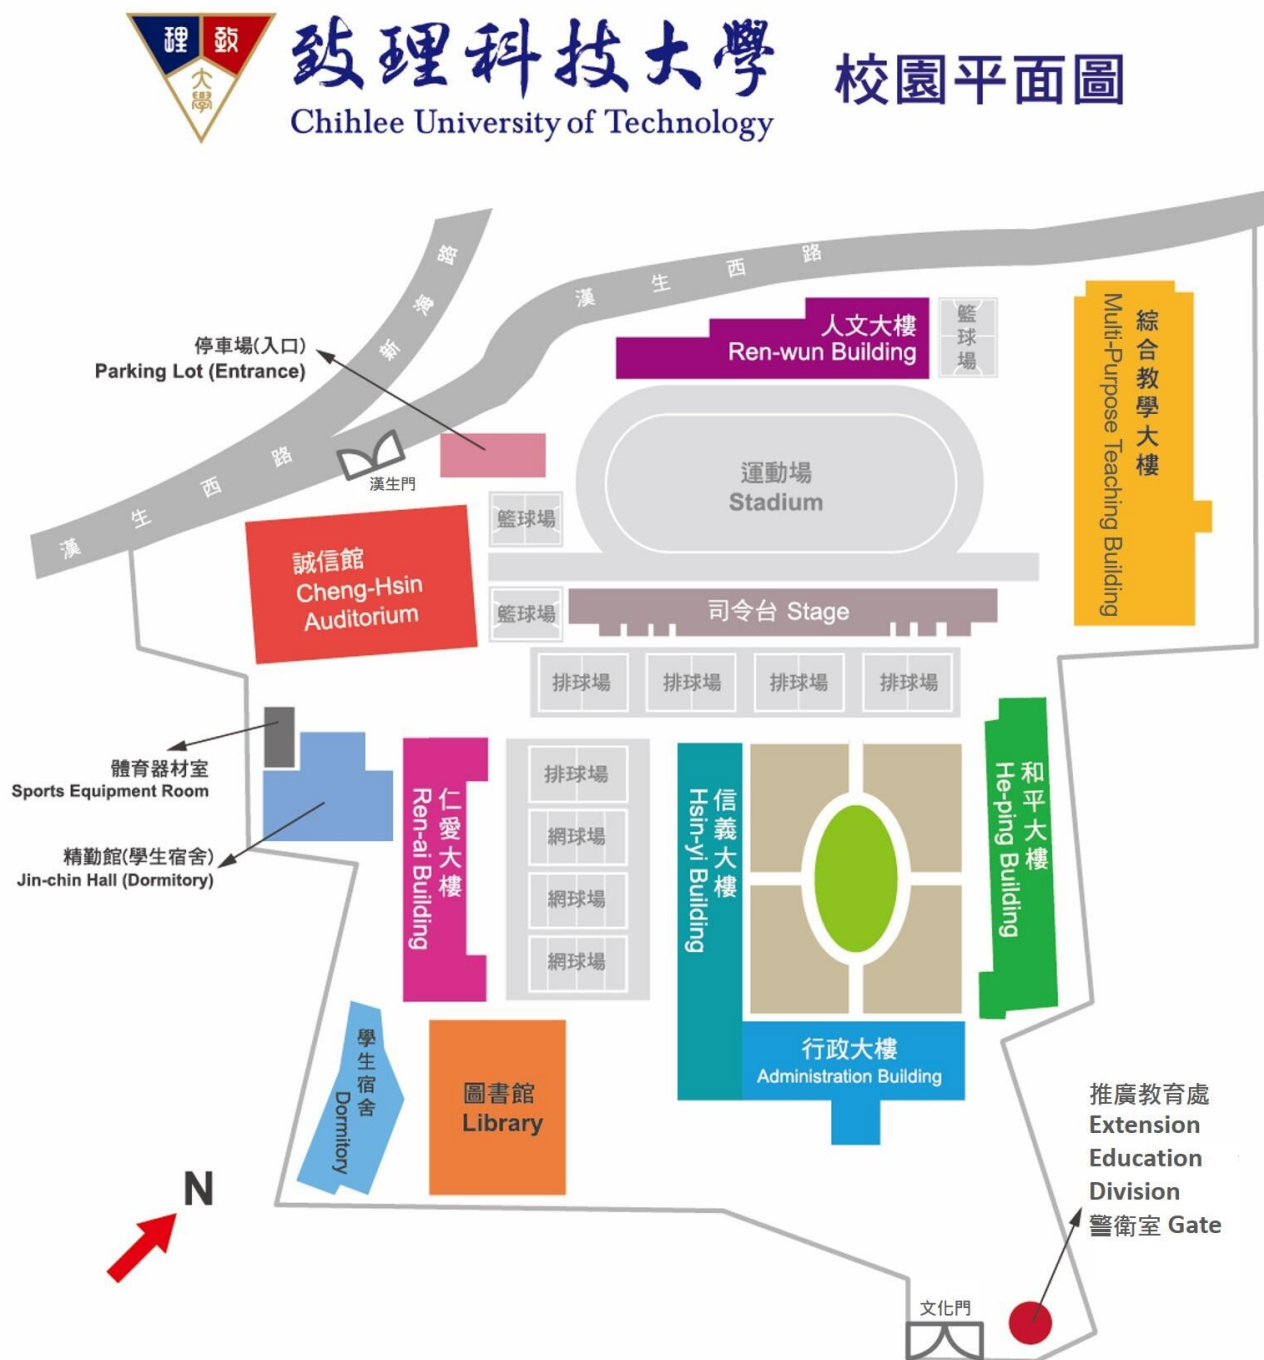 理 致
大
學
致理科技大學
Chihlee University of Technology
校園平面圖
漢生西路
新海路
漢生西路
停車場(入口)
Parking Lot (Entrance)
漢生門
人文大樓
Ren-wun Building
籃球場
綜合教學大樓
Multi-Purpose Teaching Building
運動場
Stadium
籃球場
誠信館
Cheng-Hsin
Auditorium
籃球場
司令台 Stage
排球場
排球場
排球場
排球場
體育器材室
Sports Equipment Room
精勤館(學生宿舍)
Jin-chin Hall (Dormitory)
仁愛大樓
Ren-ai Building
排球場
網球場
網球場
網球場
信義大樓
Hsin-yi Building
和平大樓
He-ping Building
行政大樓
Administration Building
學生宿舍
Dormitory
圖書館
Library
推廣教育處
Extension
Education
Division
警衛室 Gate
N
文化門